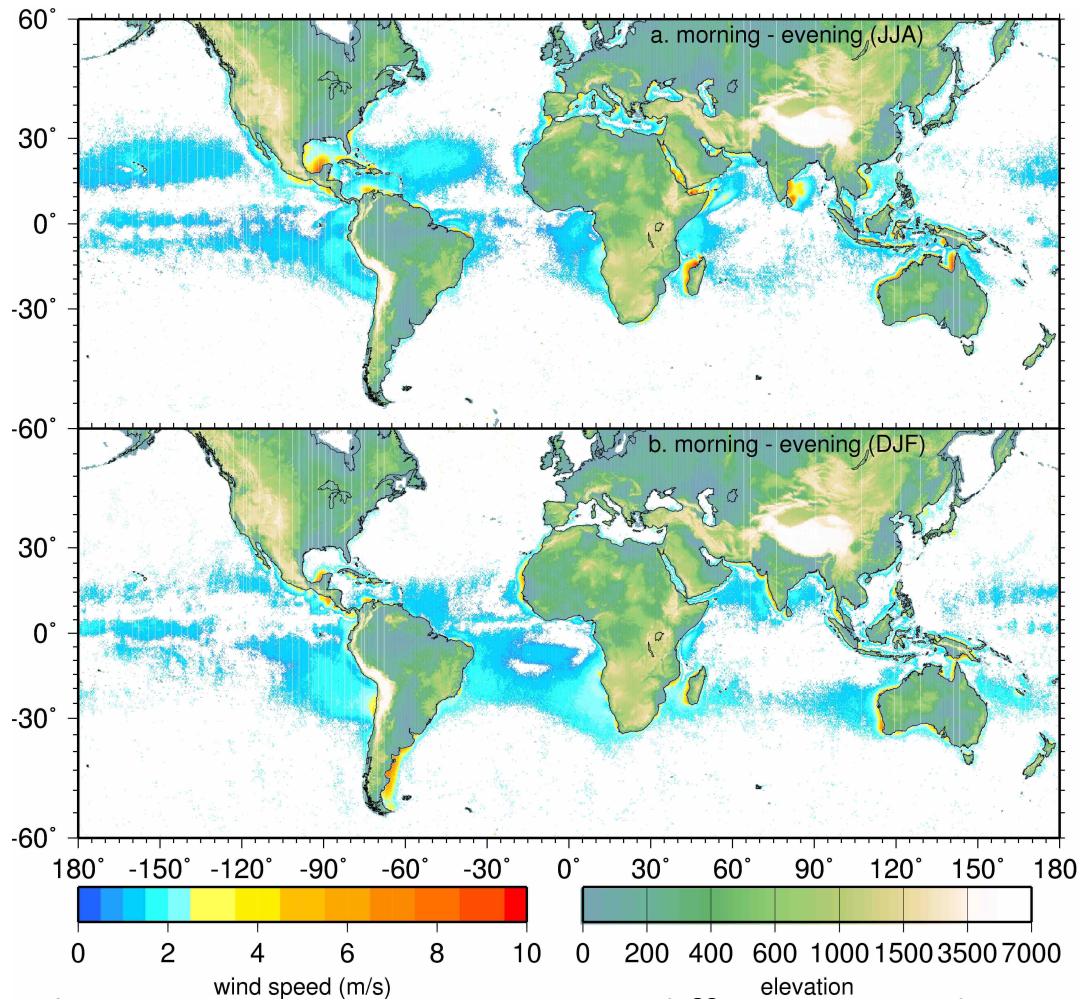 60˚
a. morning - evening (JJA)
30˚
0˚
-30˚
-60˚
b. morning - evening (DJF)
30˚
0˚
-30˚
-60˚
180˚ -150˚ -120˚ -90˚ -60˚ -30˚ 0˚ 30˚ 60˚ 90˚ 120˚ 150˚ 180˚
0 2 4 6 8 10
wind speed (m/s)
0 200 400 600 1000 1500 3500 7000
elevation